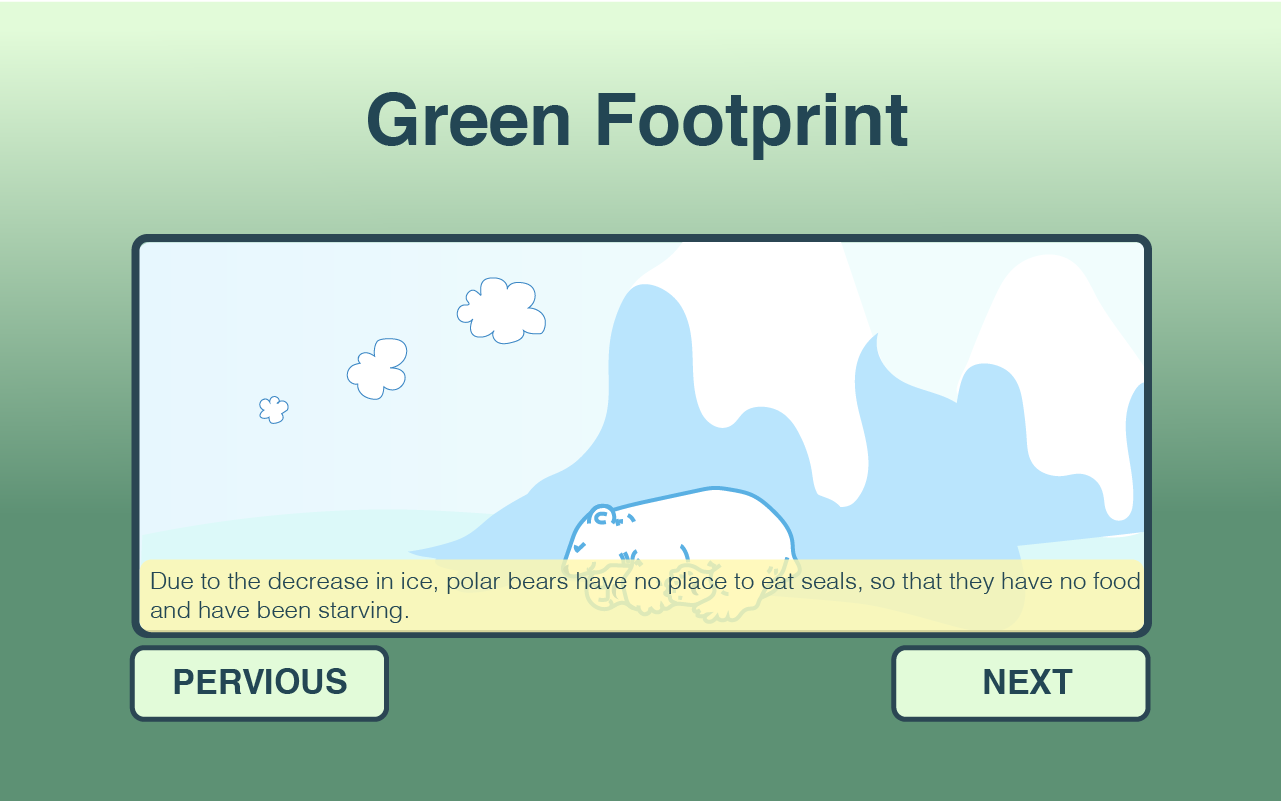 Green Footprint
Due to the decrease in ice, polar bears have no place to eat seals, so that they have no food
and have been starving.
PERVIOUS
NEXT